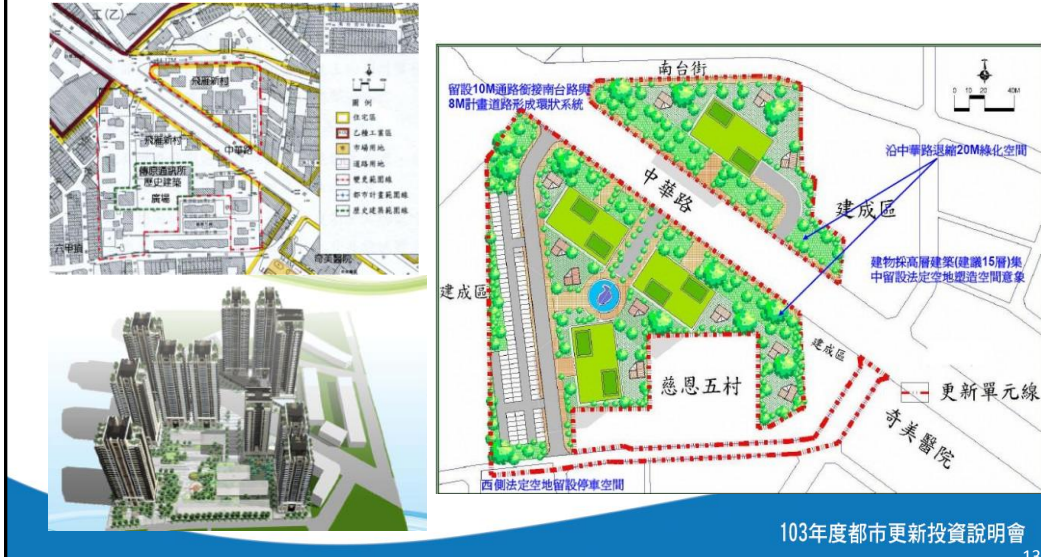 工(乙)一
飛雁新村
飛雁新村
中華路
傳原通訊所
歷史建築
廣場
六甲頂
奇美醫院
圖例
住宅區
乙種工業區
市場用地
道路用地
變更範圍線
都市計畫範圍線
歷史建築範圍線
南台街
留設10M通路銜接南台路與
8M計畫道路形成環狀系統
0 10 20 40M
沿中華路退縮20M綠化空間
中華路
建成區
建物採高層建築(建議15層)集
中留設法定空地塑造空間意象
建成區
建成區
慈恩五村
更新單元線
奇美醫院
西側法定空地留設停車空間
103年度都市更新投資說明會
13